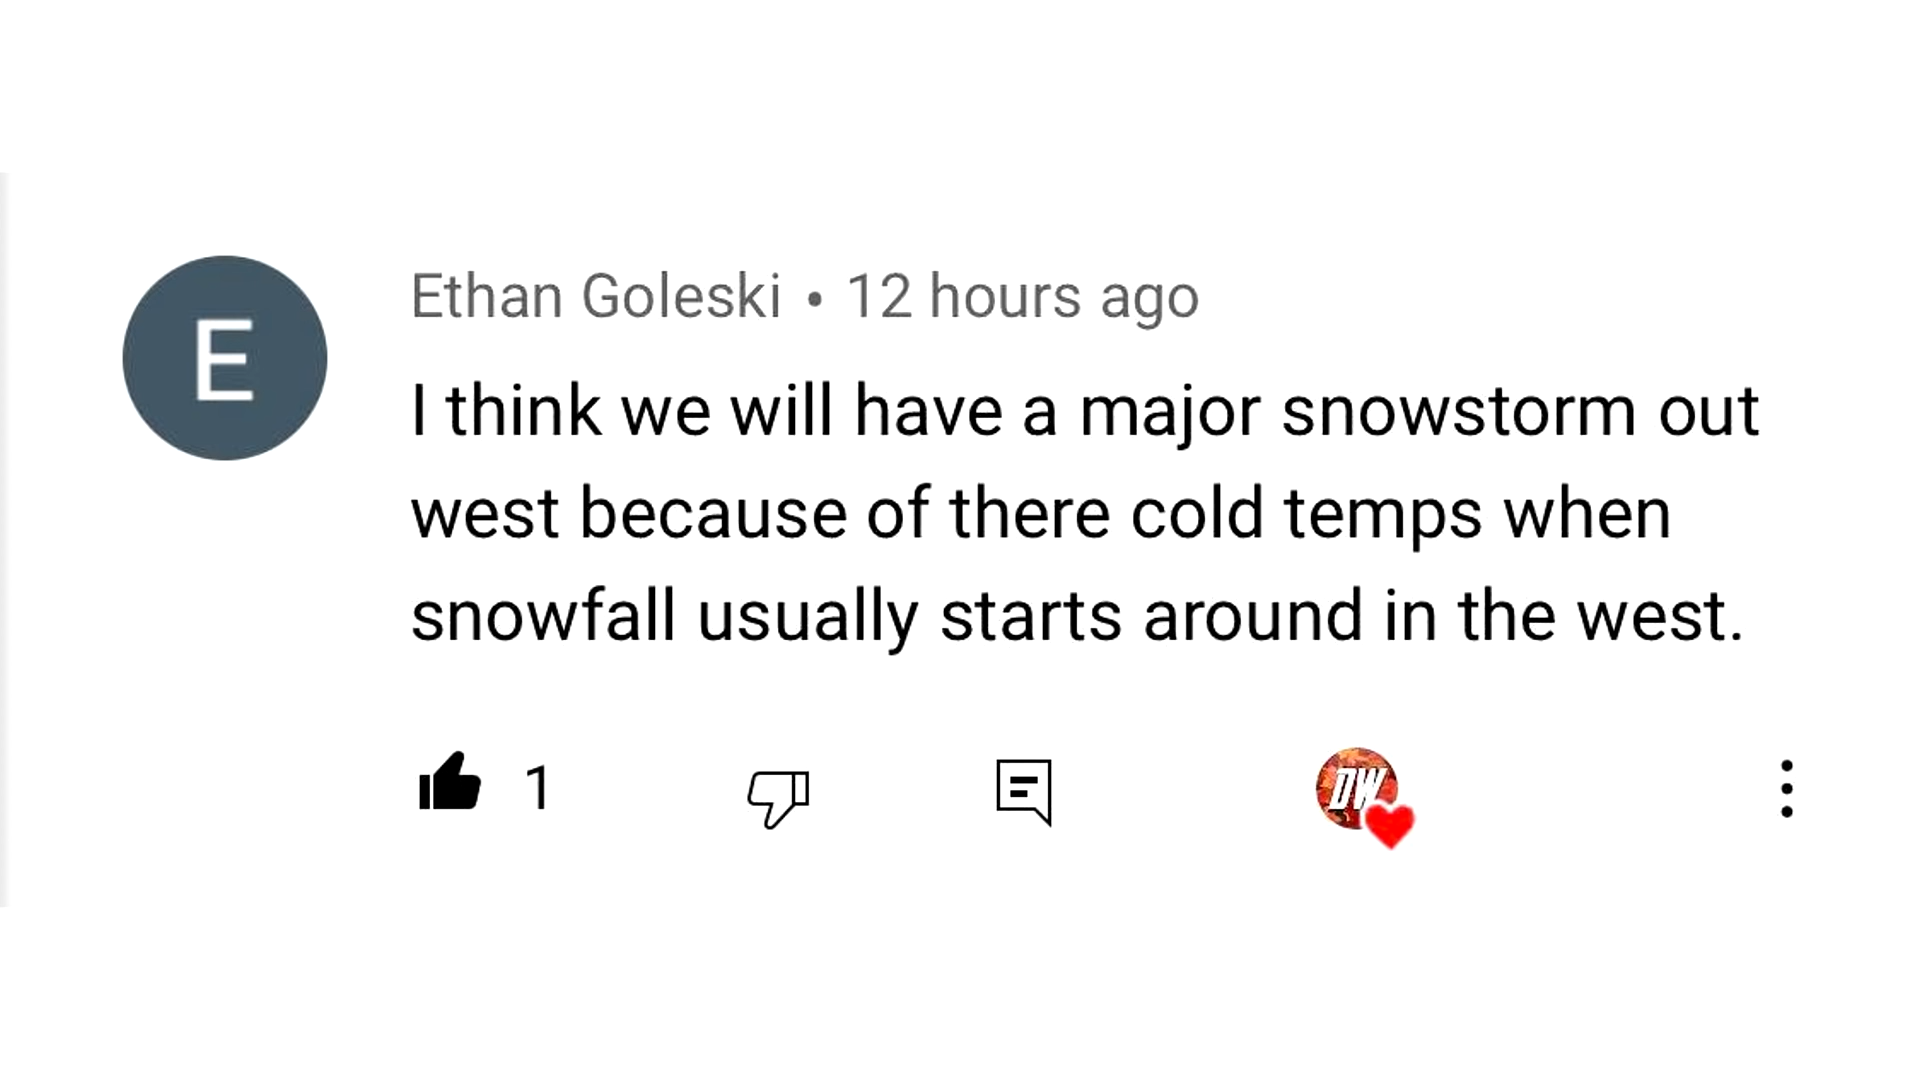 E
Ethan Goleski • 12 hours ago
I think we will have a major snowstorm out
west because of there cold temps when
snowfall usually starts around in the west.
1
DW